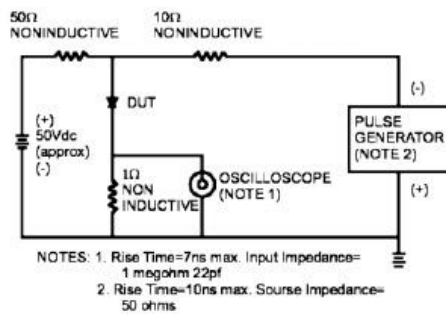 50Ω
NONINDUCTIVE
10Ω
NONINDUCTIVE
(+)
50Vdc
(approx)
(-)
DUT
1Ω
NON
INDUCTIVE
OSCILLOSCOPE
(NOTE 1)
(-)
PULSE
GENERATOR
(NOTE 2)
(+)
NOTES: 1. Rise Time=7ns max. Input Impedance=
1 megohm 22pf
2. Rise Time=10ns max. Sourse Impedance=
50 ohms